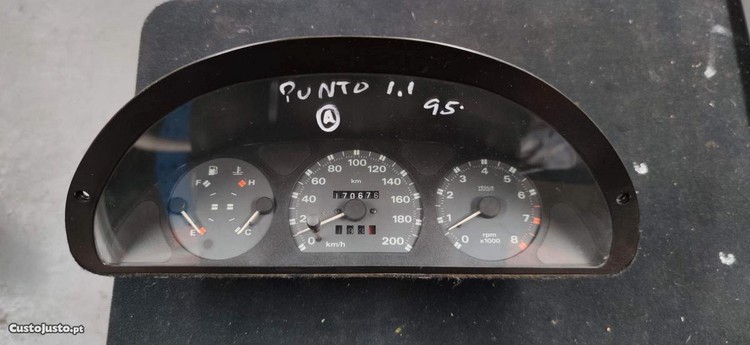 PUNTO 1.1
A
95.
F H
E C
0 20 40 60 80 100 120 140 160 180 200
km
170676
km/h
0 1 2 3 4 5 6 7 8
rpm
x1000
CustoJusto.pt